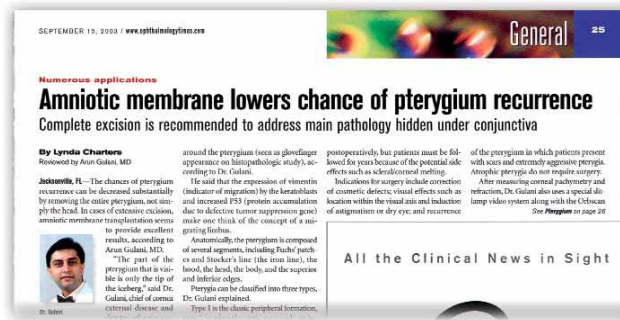 SEPTEMBER 15, 2003 / www.ophthalmologytimes.com
General 25
Numerous applications
Amniotic membrane lowers chance of pterygium recurrence
Complete excision is recommended to address main pathology hidden under conjunctiva
By Lynda Charters
Reviewed by Arun Gulani, MD
Jacksonville, FL—The chances of pterygium
recurrence can be decreased substantially
by removing the entire pterygium, not sim-
ply the head. In cases of extensive excision,
amniotic membrane transplantation seems
to provide excellent
results, according to
Arun Gulani, MD.
"The part of the
pterygium that is visi-
ble is only the tip of
the iceberg," said Dr.
Gulani, chief of cornea
external disease and
Dr. Gulani
around the pterygium (seen as glovefinger
appearance on histopathologic study), ac-
cording to Dr. Gulani.
He said that the expression of vimentin
(indicator of migration) by the keratoblasts
and increased P53 (protein accumulation
due to defective tumor suppression gene)
make one think of the concept of a mi-
grating limbus.
Anatomically, the pterygium is composed
of several segments, including Fuchs' patch-
es and Stocker's line (the iron line), the
hood, the head, the body, and the superior
and inferior edges.
Pterygia can be classified into three types,
Dr. Gulani explained.
Type I is the classic peripheral formation,
postoperatively, but patients must be fol-
lowed for years because of the potential side
effects such as scleral/corneal melting.
Indications for surgery include correction
of cosmetic defects; visual effects such as
location within the visual axis and induction
of astigmatism or dry eye; and recurrence
of the pterygium in which patients present
with scars and extremely aggressive pterygia.
Atrophic pterygia do not require surgery.
After measuring corneal pachymetry and
refraction, Dr. Gulani also uses a special slit-
lamp video system along with the Orbscan
See Pterygium on page 26
All the Clinical News in Sight